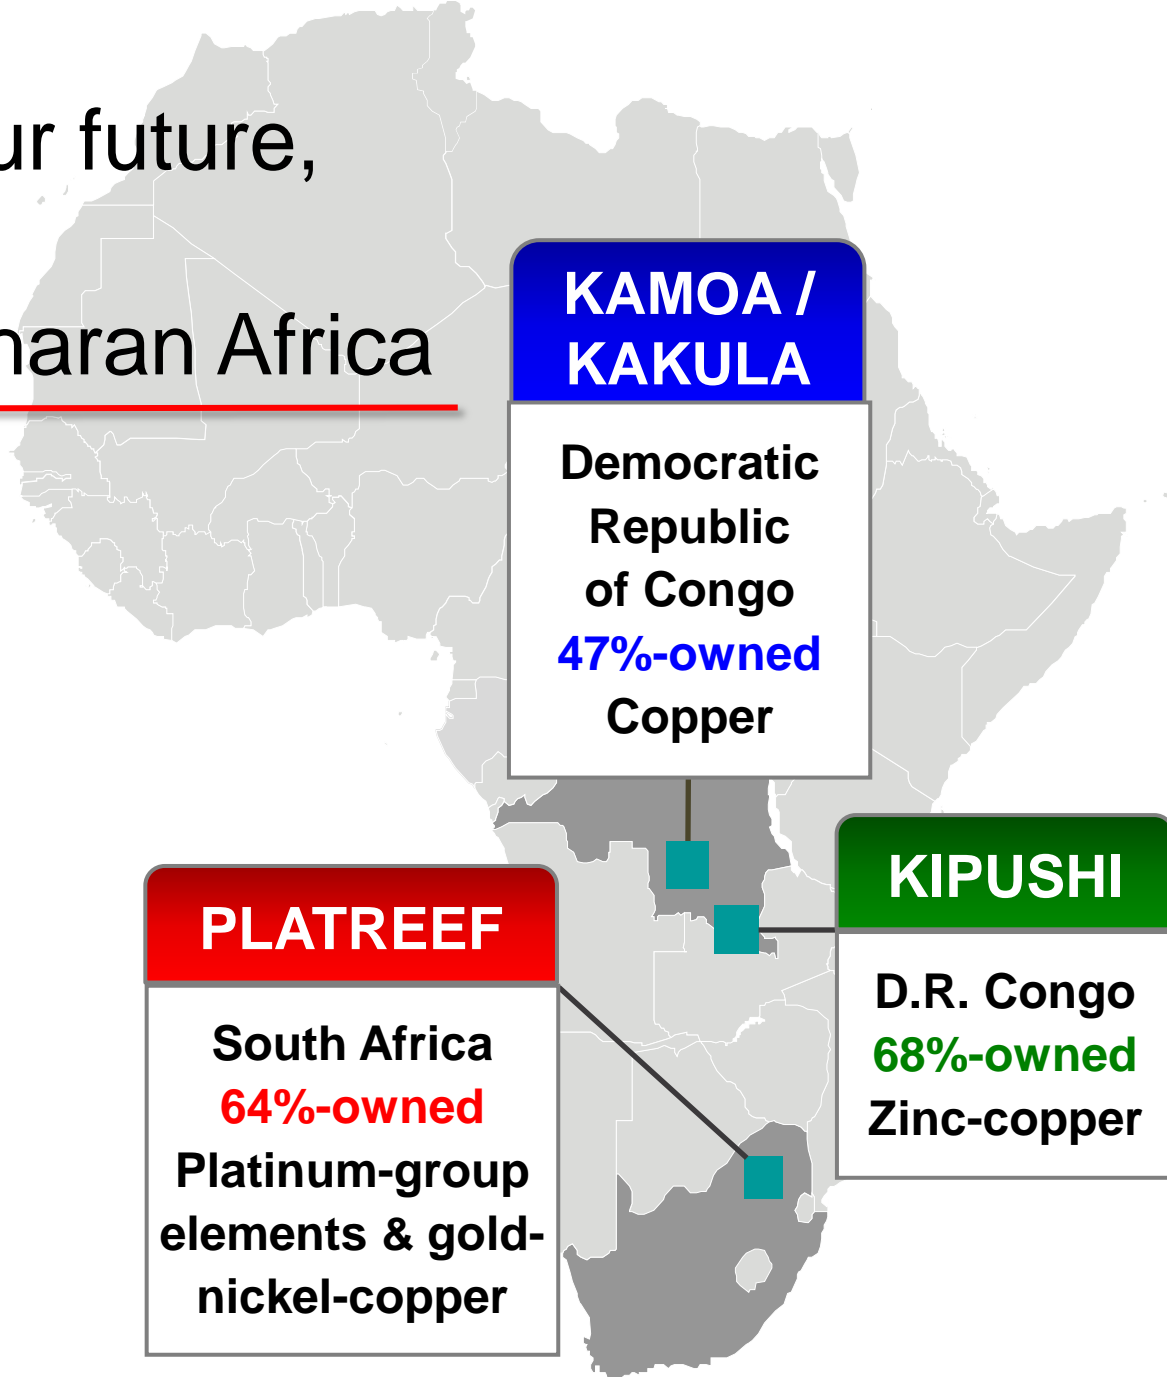 ur future,
haran Africa
KAMOA /
KAKULA
Democratic
Republic
of Congo
47%-owned
Copper
KIPUSHI
D.R. Congo
68%-owned
Zinc-copper
PLATREEF
South Africa
64%-owned
Platinum-group
elements & gold-
nickel-copper